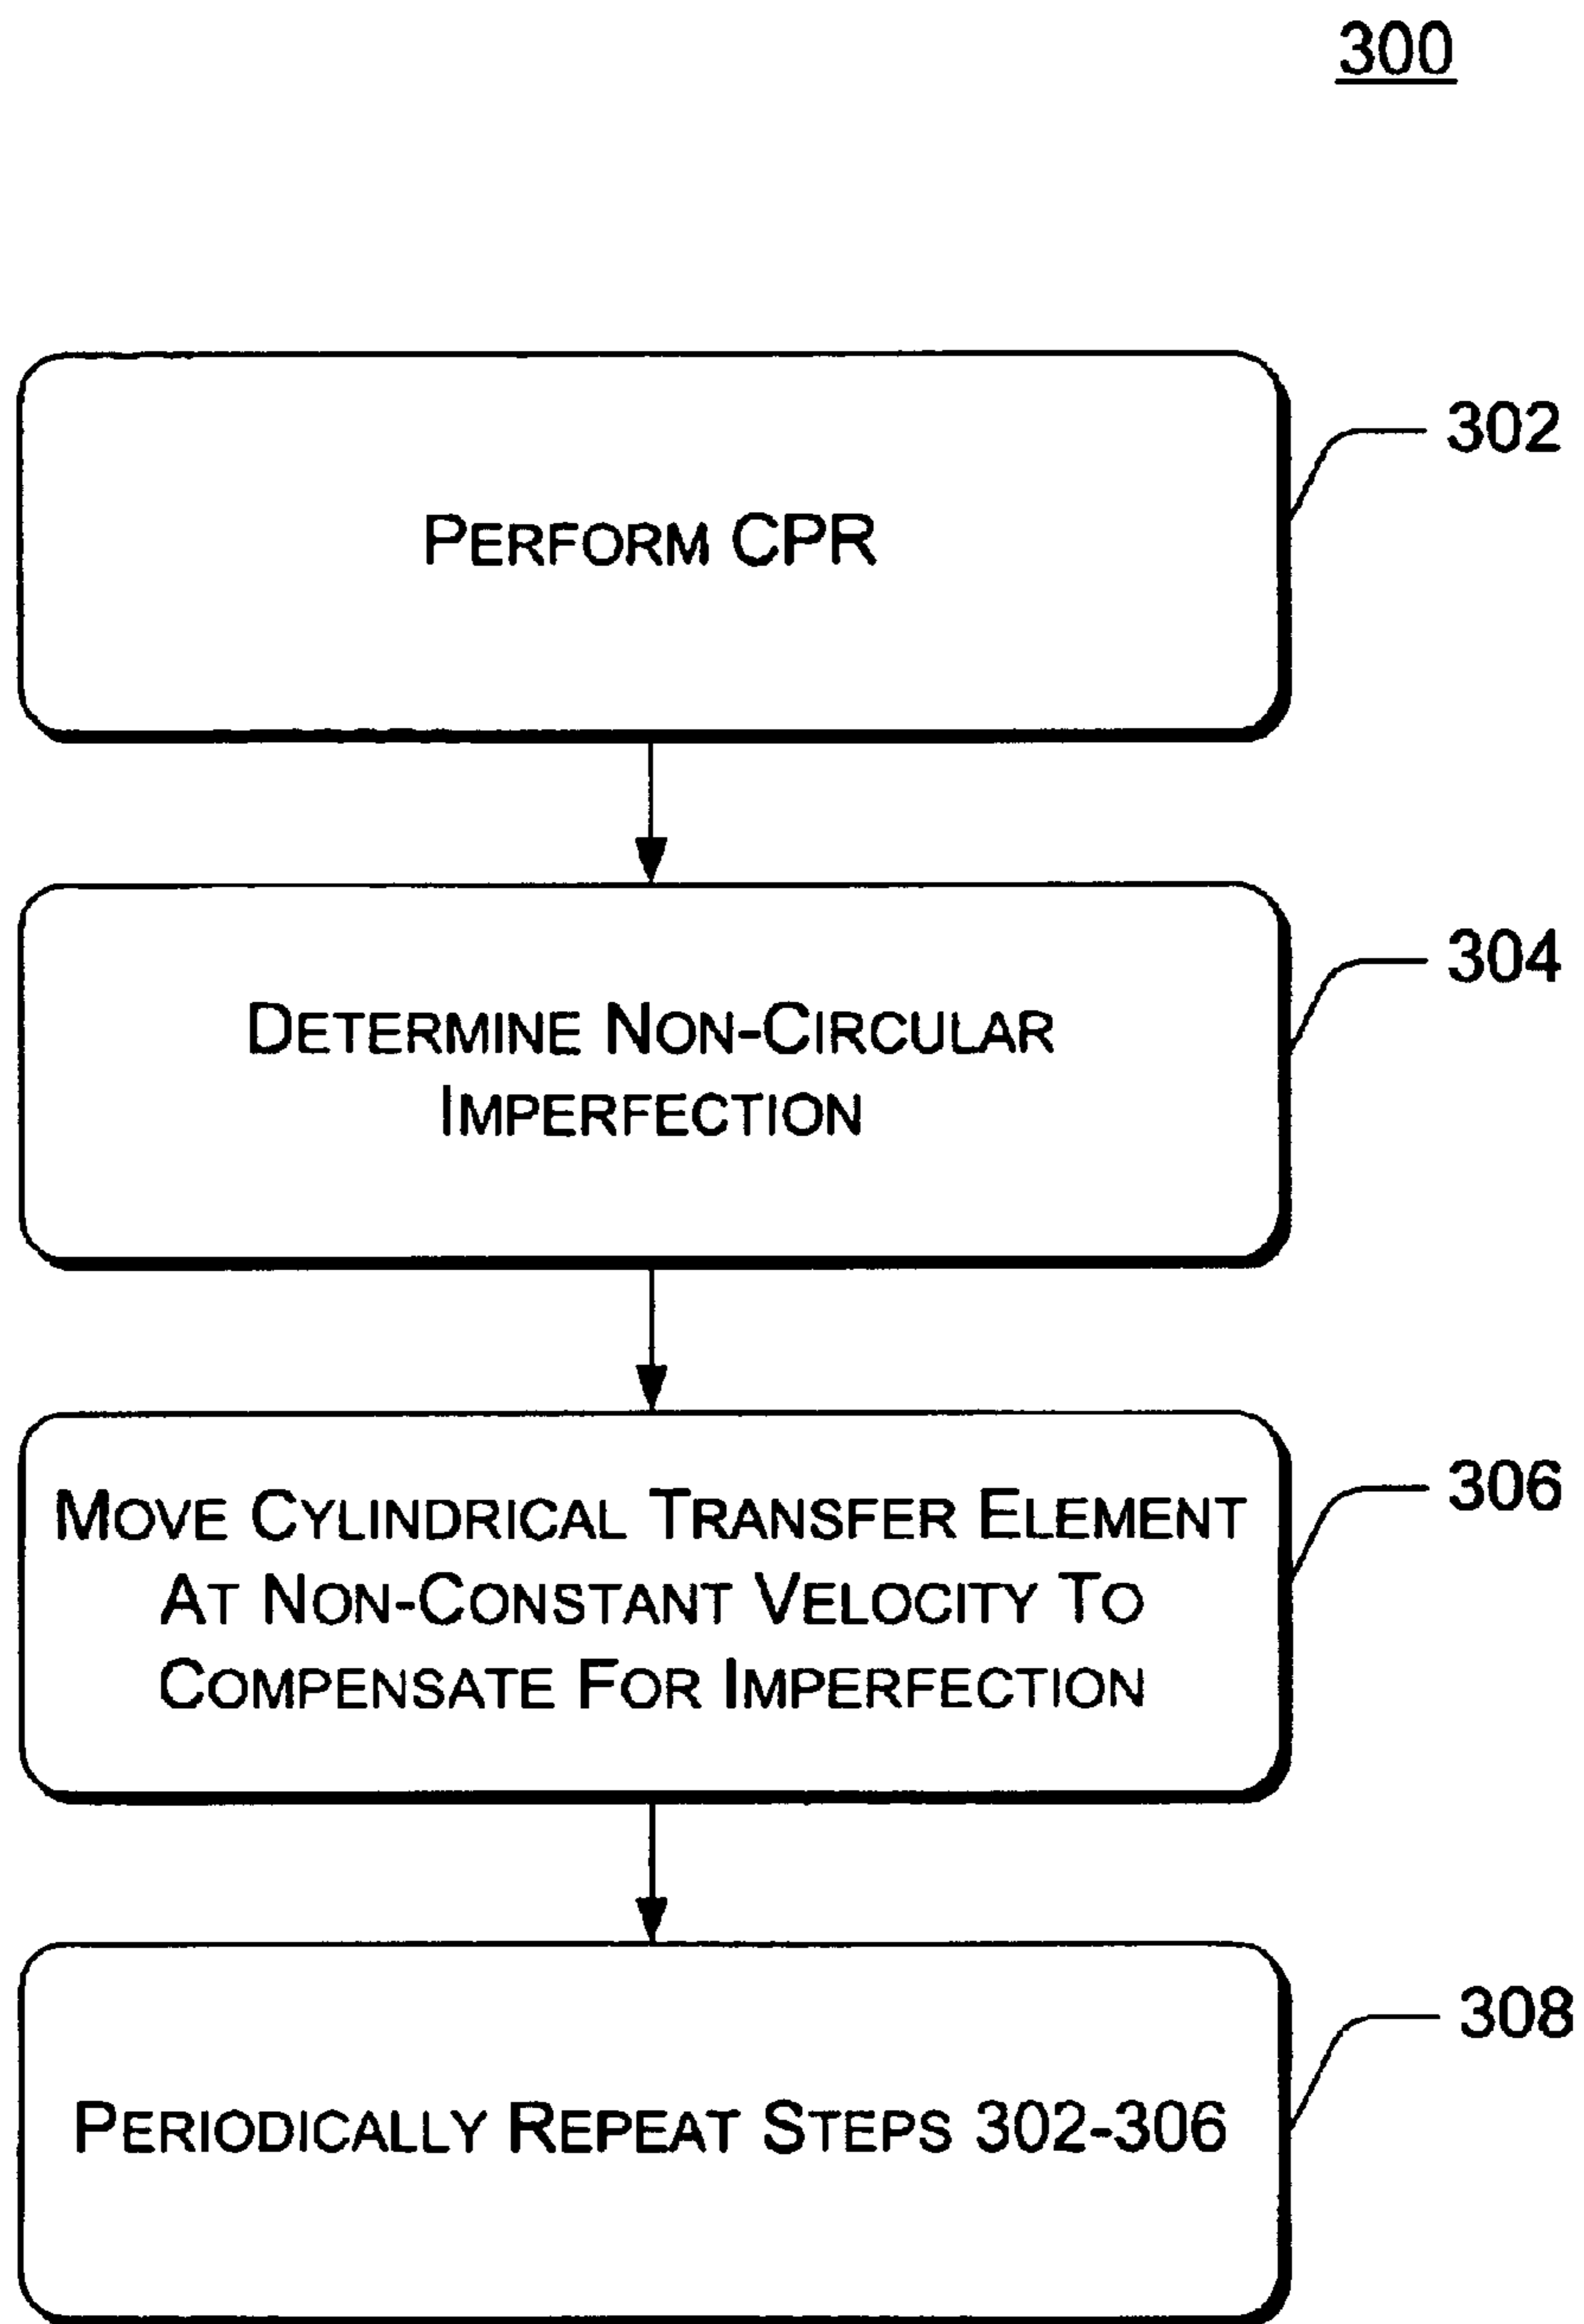 300
PERFORM CPR
302
DETERMINE NON-CIRCULAR
IMPERFECTION
304
MOVE CYLINDRICAL TRANSFER ELEMENT
AT NON-CONSTANT VELOCITY TO
COMPENSATE FOR IMPERFECTION
306
PERIODICALLY REPEAT STEPS 302-306
308